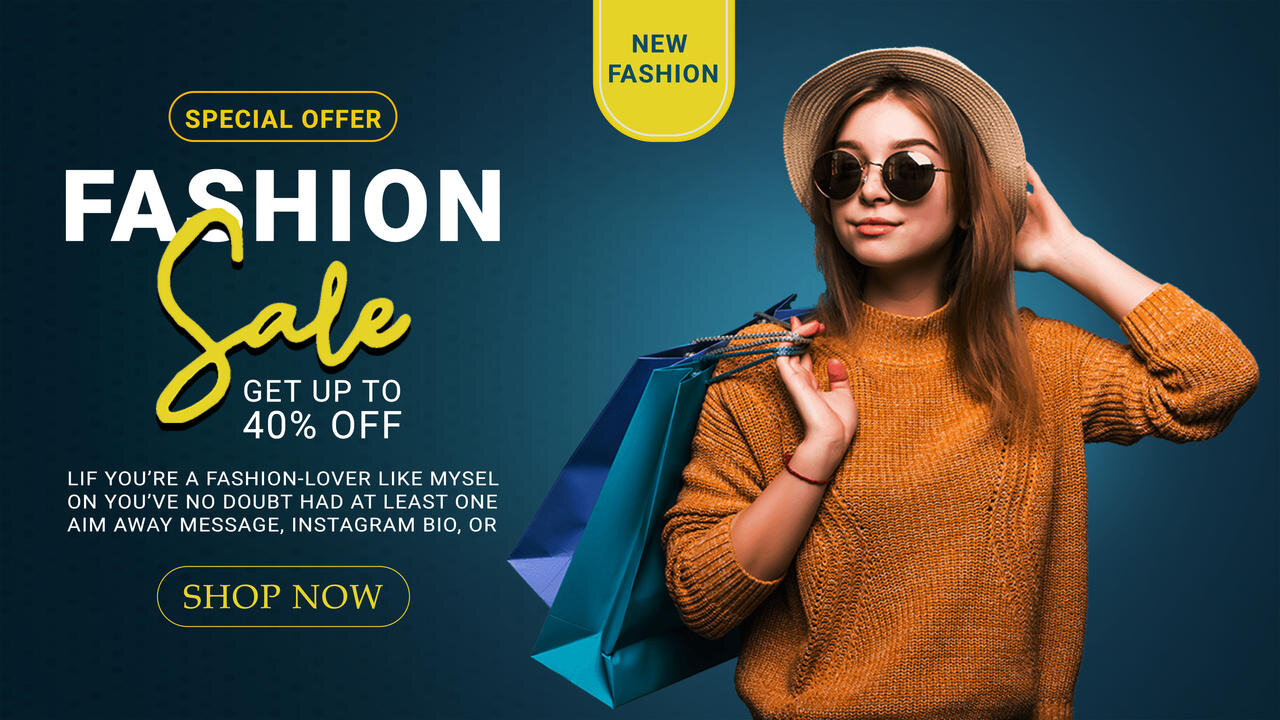 NEW
FASHION
SPECIAL OFFER
FASHION
Sale
GET UP TO
40% OFF
LIF YOU’RE A FASHION-LOVER LIKE MYSEL
ON YOU’VE NO DOUBT HAD AT LEAST ONE
AIM AWAY MESSAGE, INSTAGRAM BIO, OR
SHOP NOW